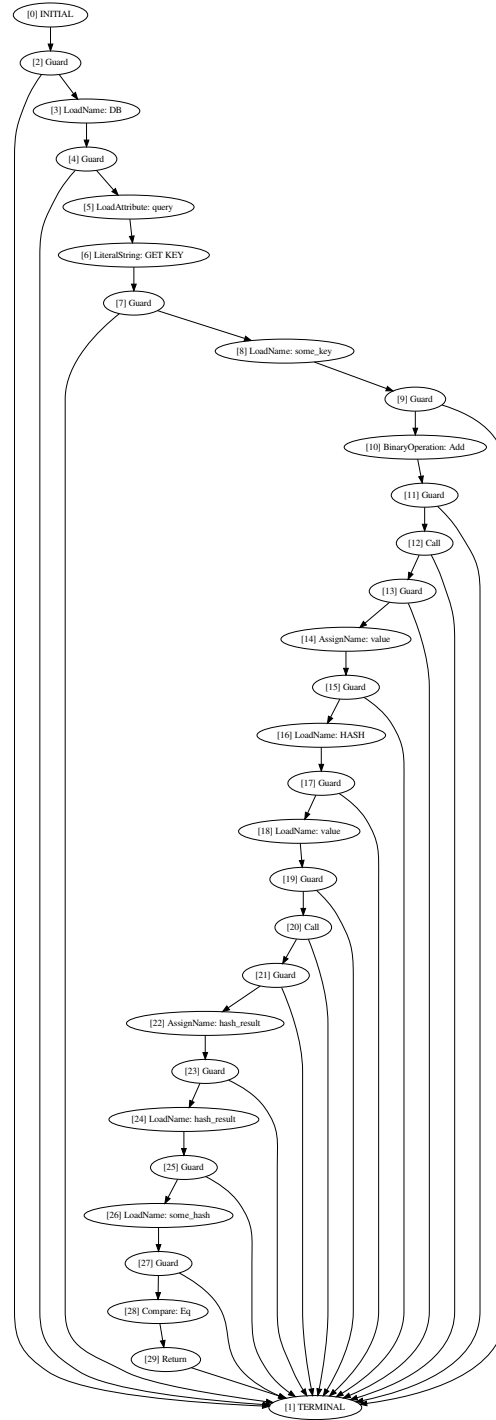 [0] INITIAL
[2] Guard
[3] LoadName: DB
[4] Guard
[5] LoadAttribute: query
[6] LiteralString: GET KEY
[7] Guard
[8] LoadName: some_key
[9] Guard
[10] BinaryOperation: Add
[11] Guard
[12] Call
[13] Guard
[14] AssignName: value
[15] Guard
[16] LoadName: HASH
[17] Guard
[18] LoadName: value
[19] Guard
[20] Call
[21] Guard
[22] AssignName: hash_result
[23] Guard
[24] LoadName: hash_result
[25] Guard
[26] LoadName: some_hash
[27] Guard
[28] Compare: Eq
[29] Return
[1] TERMINAL